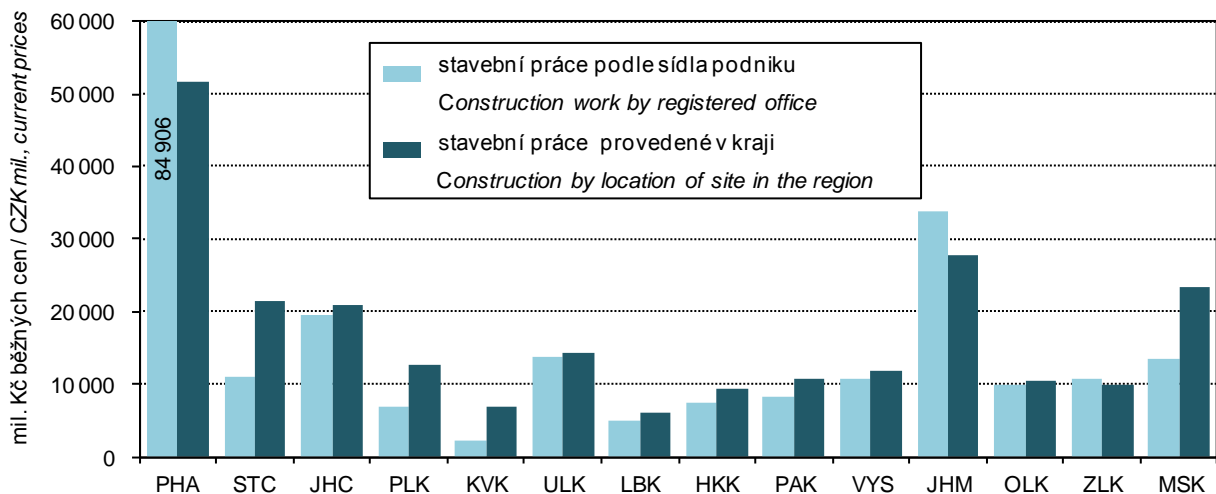 mil. Kč běžných cen / CZK mil., current prices
60 000
50 000
40 000
30 000
20 000
10 000
0
84 906
stavební práce podle sídla podniku
Construction work by registered office
stavební práce provedené v kraji
Construction by location of site in the region
PHA STC JHC PLK KVK ULK LBK HKK PAK VYS JHM OLK ZLK MSK